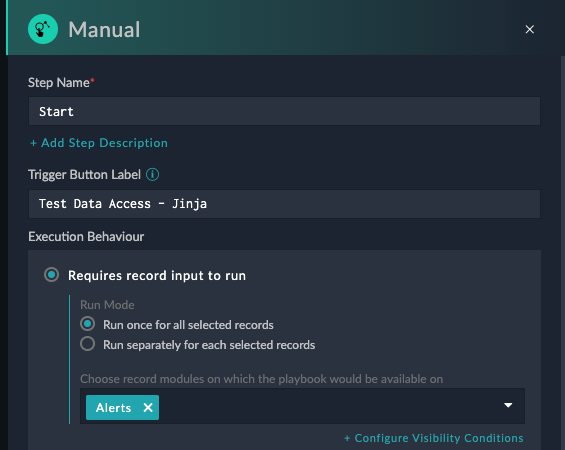 Manual
Step Name*
Start
+ Add Step Description
Trigger Button Label
Test Data Access - Jinja
Execution Behaviour
Requires record input to run
Run Mode
Run once for all selected records
Run separately for each selected records
Choose record modules on which the playbook would be available on
Alerts
+ Configure Visibility Conditions